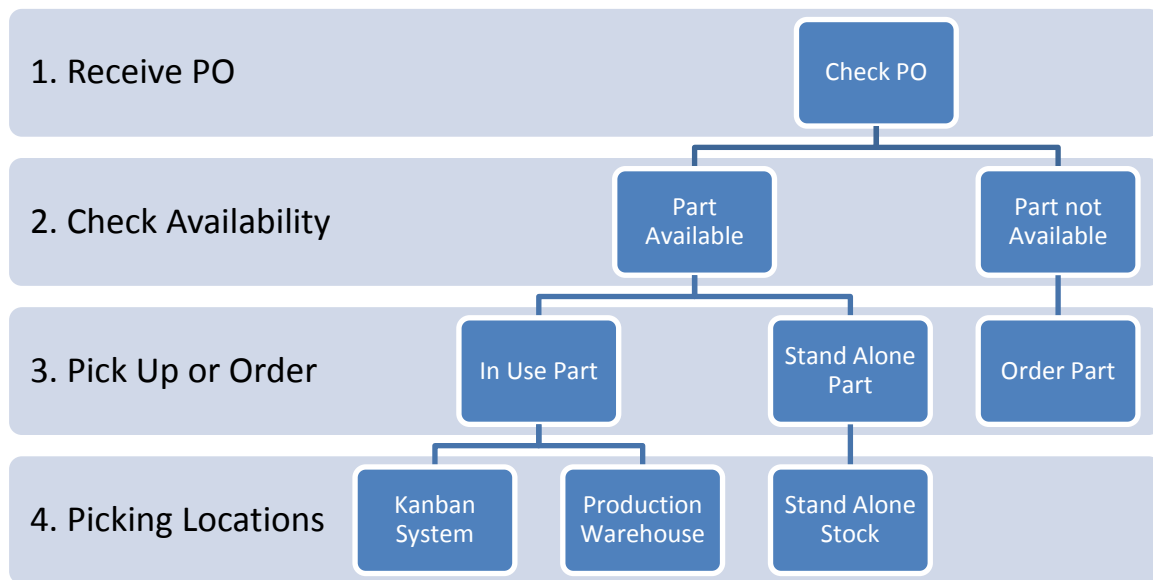 1. Receive PO
Check PO
2. Check Availability
Part
Available
Part not
Available
3. Pick Up or Order
In Use Part
Stand Alone
Part
Order Part
4. Picking Locations
Kanban
System
Production
Warehouse
Stand Alone
Stock